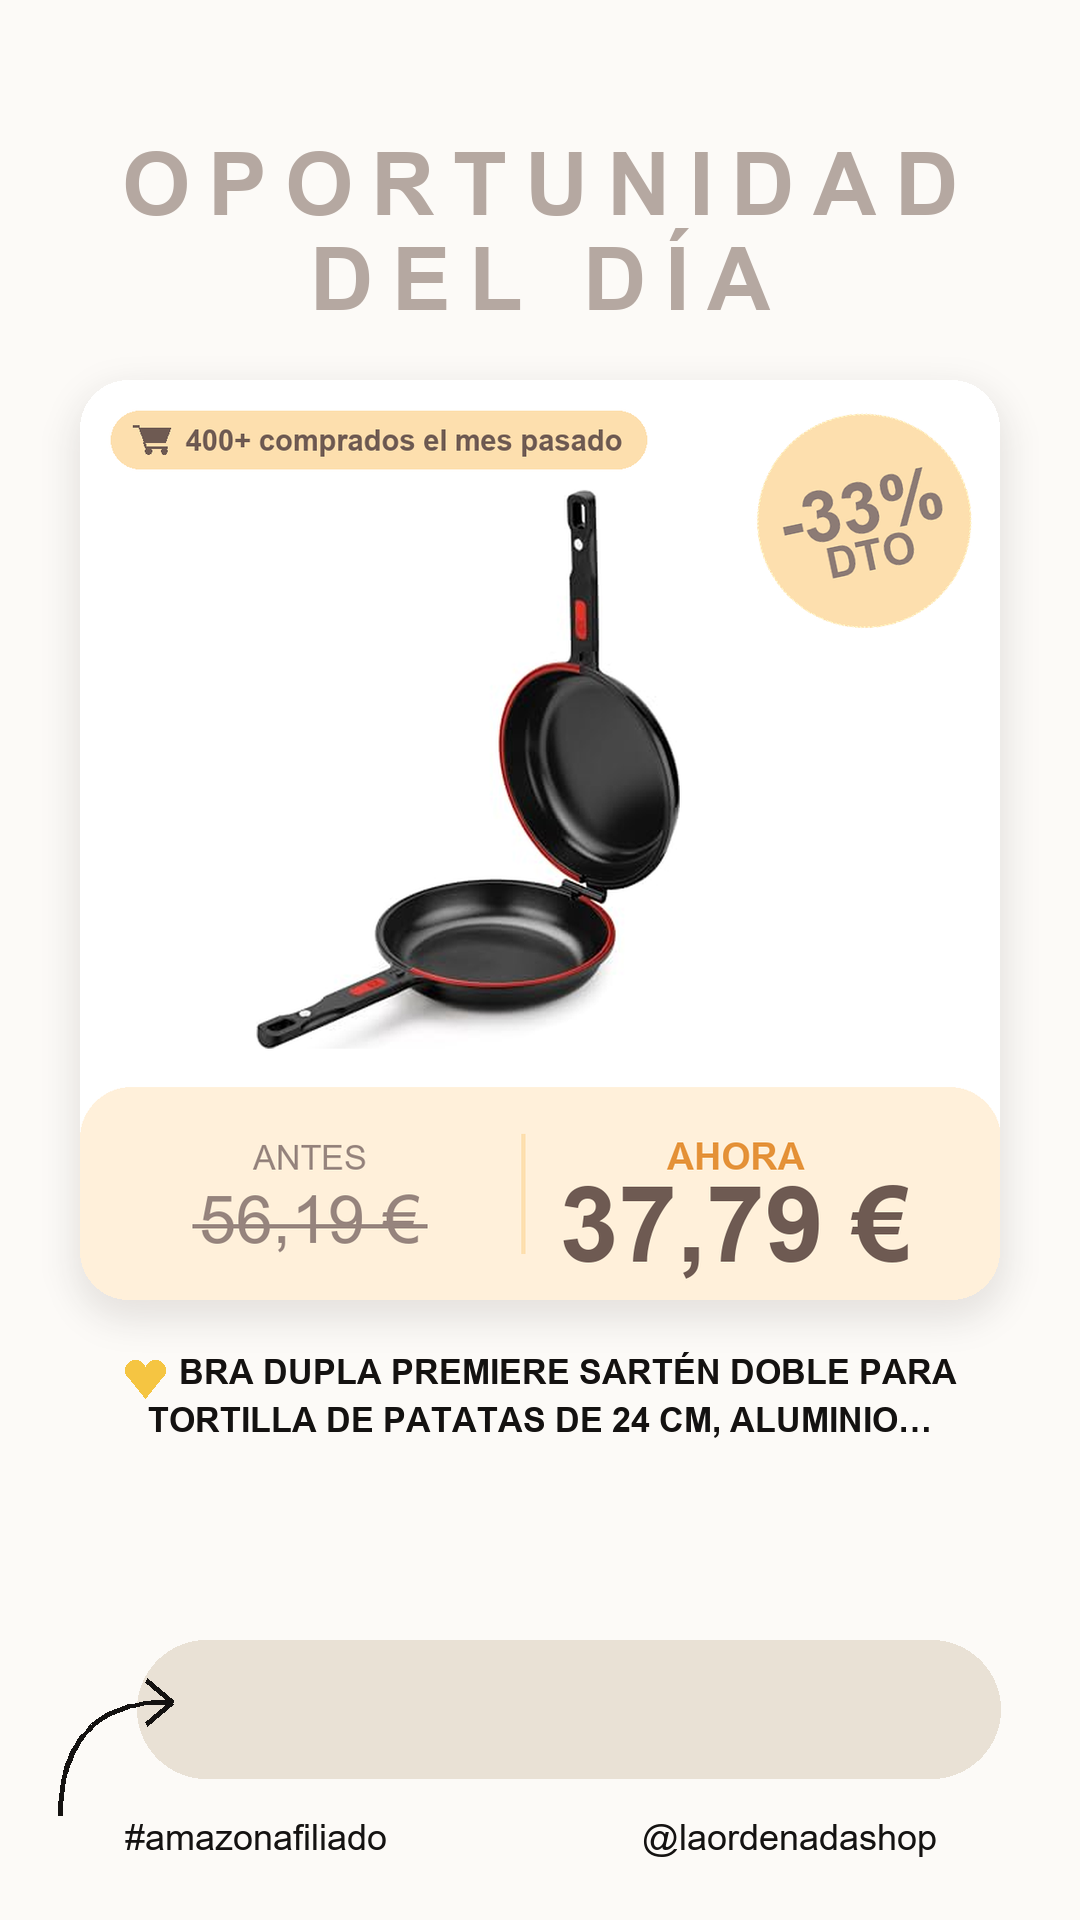 OPORTUNIDAD
DEL DÍA
400+ comprados el mes pasado
-33%
DTO
ANTES
56,19 €
AHORA
37,79 €
BRA DUPLA PREMIERE SARTÉN DOBLE PARA
TORTILLA DE PATATAS DE 24 CM, ALUMINIO...
#amazonafiliado
@laordenadashop